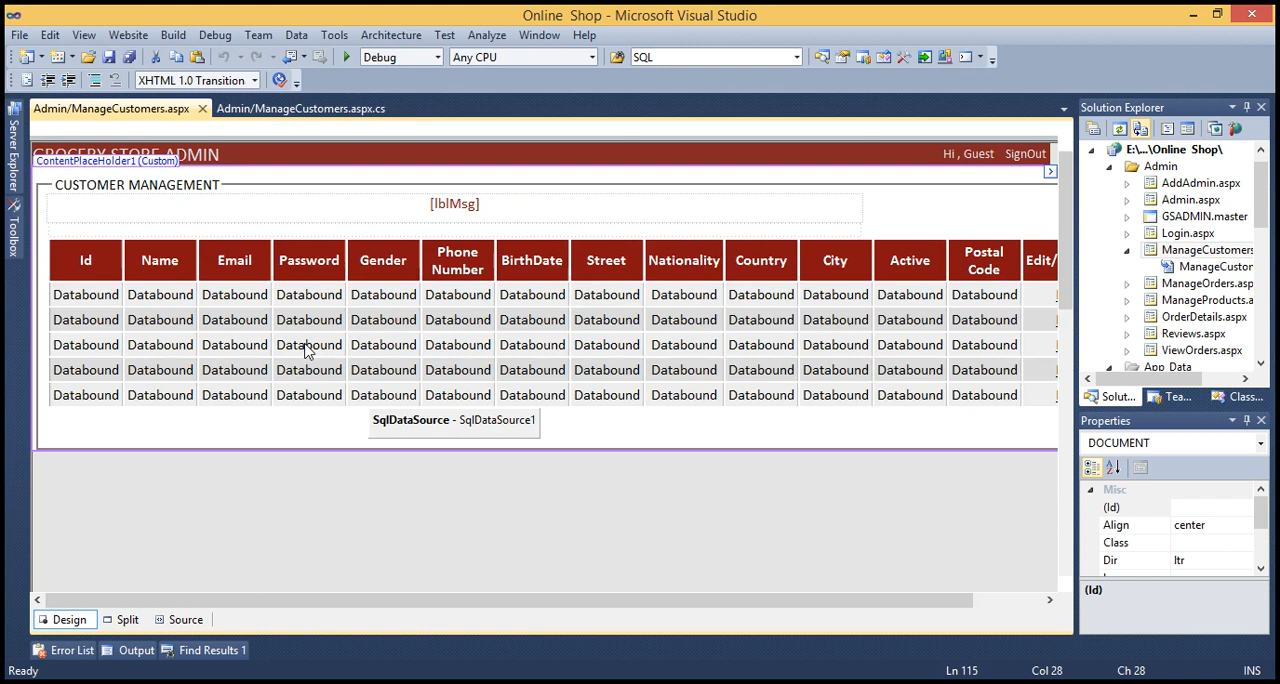 Online Shop - Microsoft Visual Studio
File Edit View Website Build Debug Team Data Tools Architecture Test Analyze Window Help
Debug Any CPU SQL
XHTML 1.0 Transition
Admin/ManageCustomers.aspx Admin/ManageCustomers.aspx.cs
Server Explorer
Toolbox
GROCERY STORE ADMIN Hi , Guest SignOut
ContentPlaceHolder1 (Custom)
CUSTOMER MANAGEMENT
[lblMsg]
Id Name Email Password Gender Phone Number BirthDate Street Nationality Country City Active Postal Code Edit/
Databound Databound Databound Databound Databound Databound Databound Databound Databound Databound Databound Databound Databound
Databound Databound Databound Databound Databound Databound Databound Databound Databound Databound Databound Databound Databound
Databound Databound Databound Databound Databound Databound Databound Databound Databound Databound Databound Databound Databound
Databound Databound Databound Databound Databound Databound Databound Databound Databound Databound Databound Databound Databound
Databound Databound Databound Databound Databound Databound Databound Databound Databound Databound Databound Databound Databound
SqlDataSource - SqlDataSource1
Design Split Source
Error List Output Find Results 1
Ready Ln 115 Col 28 Ch 28 INS
Solution Explorer
E:\...\Online Shop\
Admin
AddAdmin.aspx
Admin.aspx
GSADMIN.master
Login.aspx
ManageCustomers
ManageCustom
ManageOrders.asp
ManageProducts.a
OrderDetails.aspx
Reviews.aspx
ViewOrders.aspx
App_Data
Solut... Tea... Class...
Properties
DOCUMENT
Misc
(Id)
Align center
Class
Dir ltr
(Id)